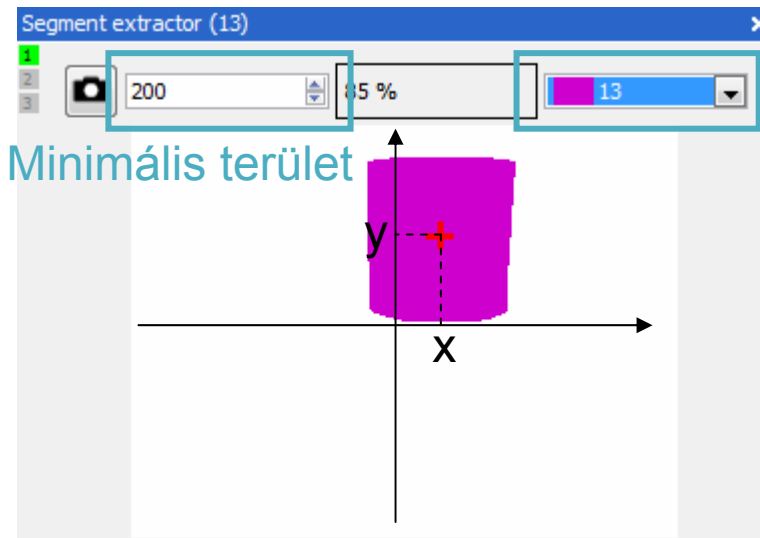 Segment extractor (13)
1
2
3
200
85 %
13
Minimális terület
y
x